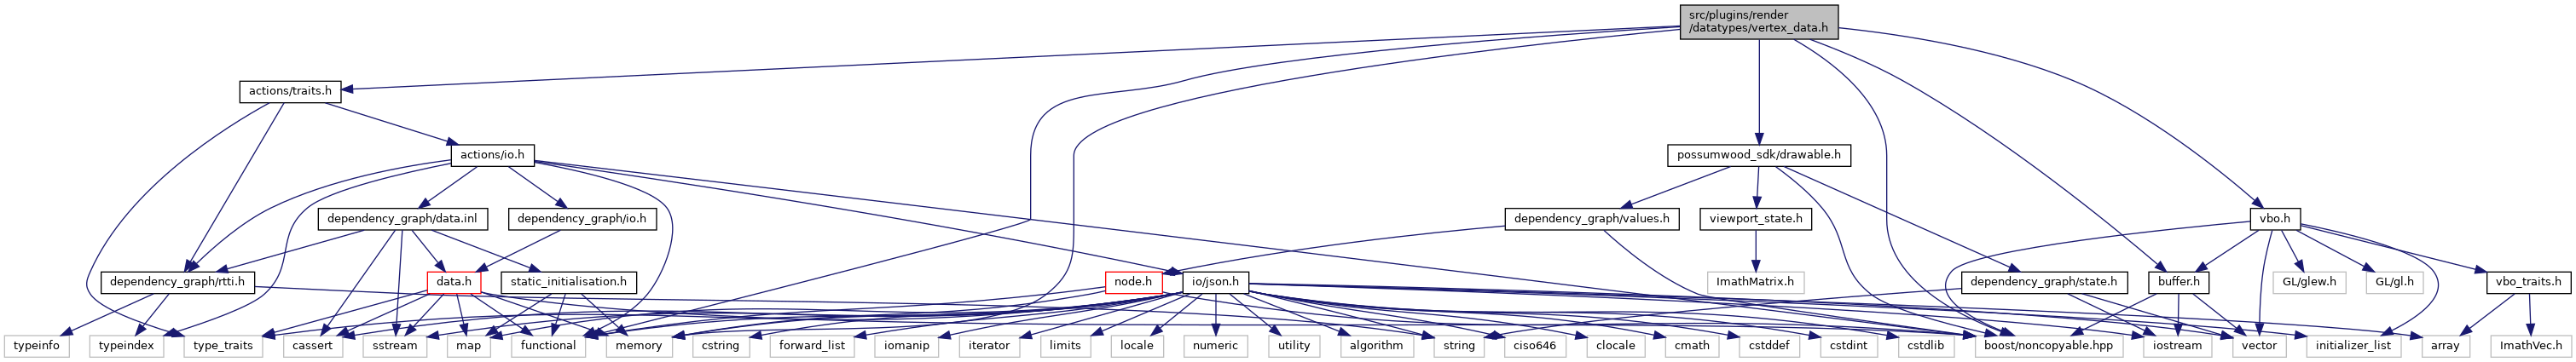 src/plugins/render
/datatypes/vertex_data.h
actions/traits.h
actions/io.h
possumwood_sdk/drawable.h
dependency_graph/data.inl
dependency_graph/io.h
dependency_graph/values.h
viewport_state.h
vbo.h
dependency_graph/rtti.h
data.h
static_initialisation.h
node.h
io/json.h
ImathMatrix.h
dependency_graph/state.h
buffer.h
GL/glew.h
GL/gl.h
vbo_traits.h
typeinfo
typeindex
type_traits
cassert
sstream
map
functional
memory
cstring
forward_list
iomanip
iterator
limits
locale
numeric
utility
algorithm
string
ciso646
clocale
cmath
cstddef
cstdint
cstdlib
boost/noncopyable.hpp
iostream
vector
initializer_list
array
ImathVec.h